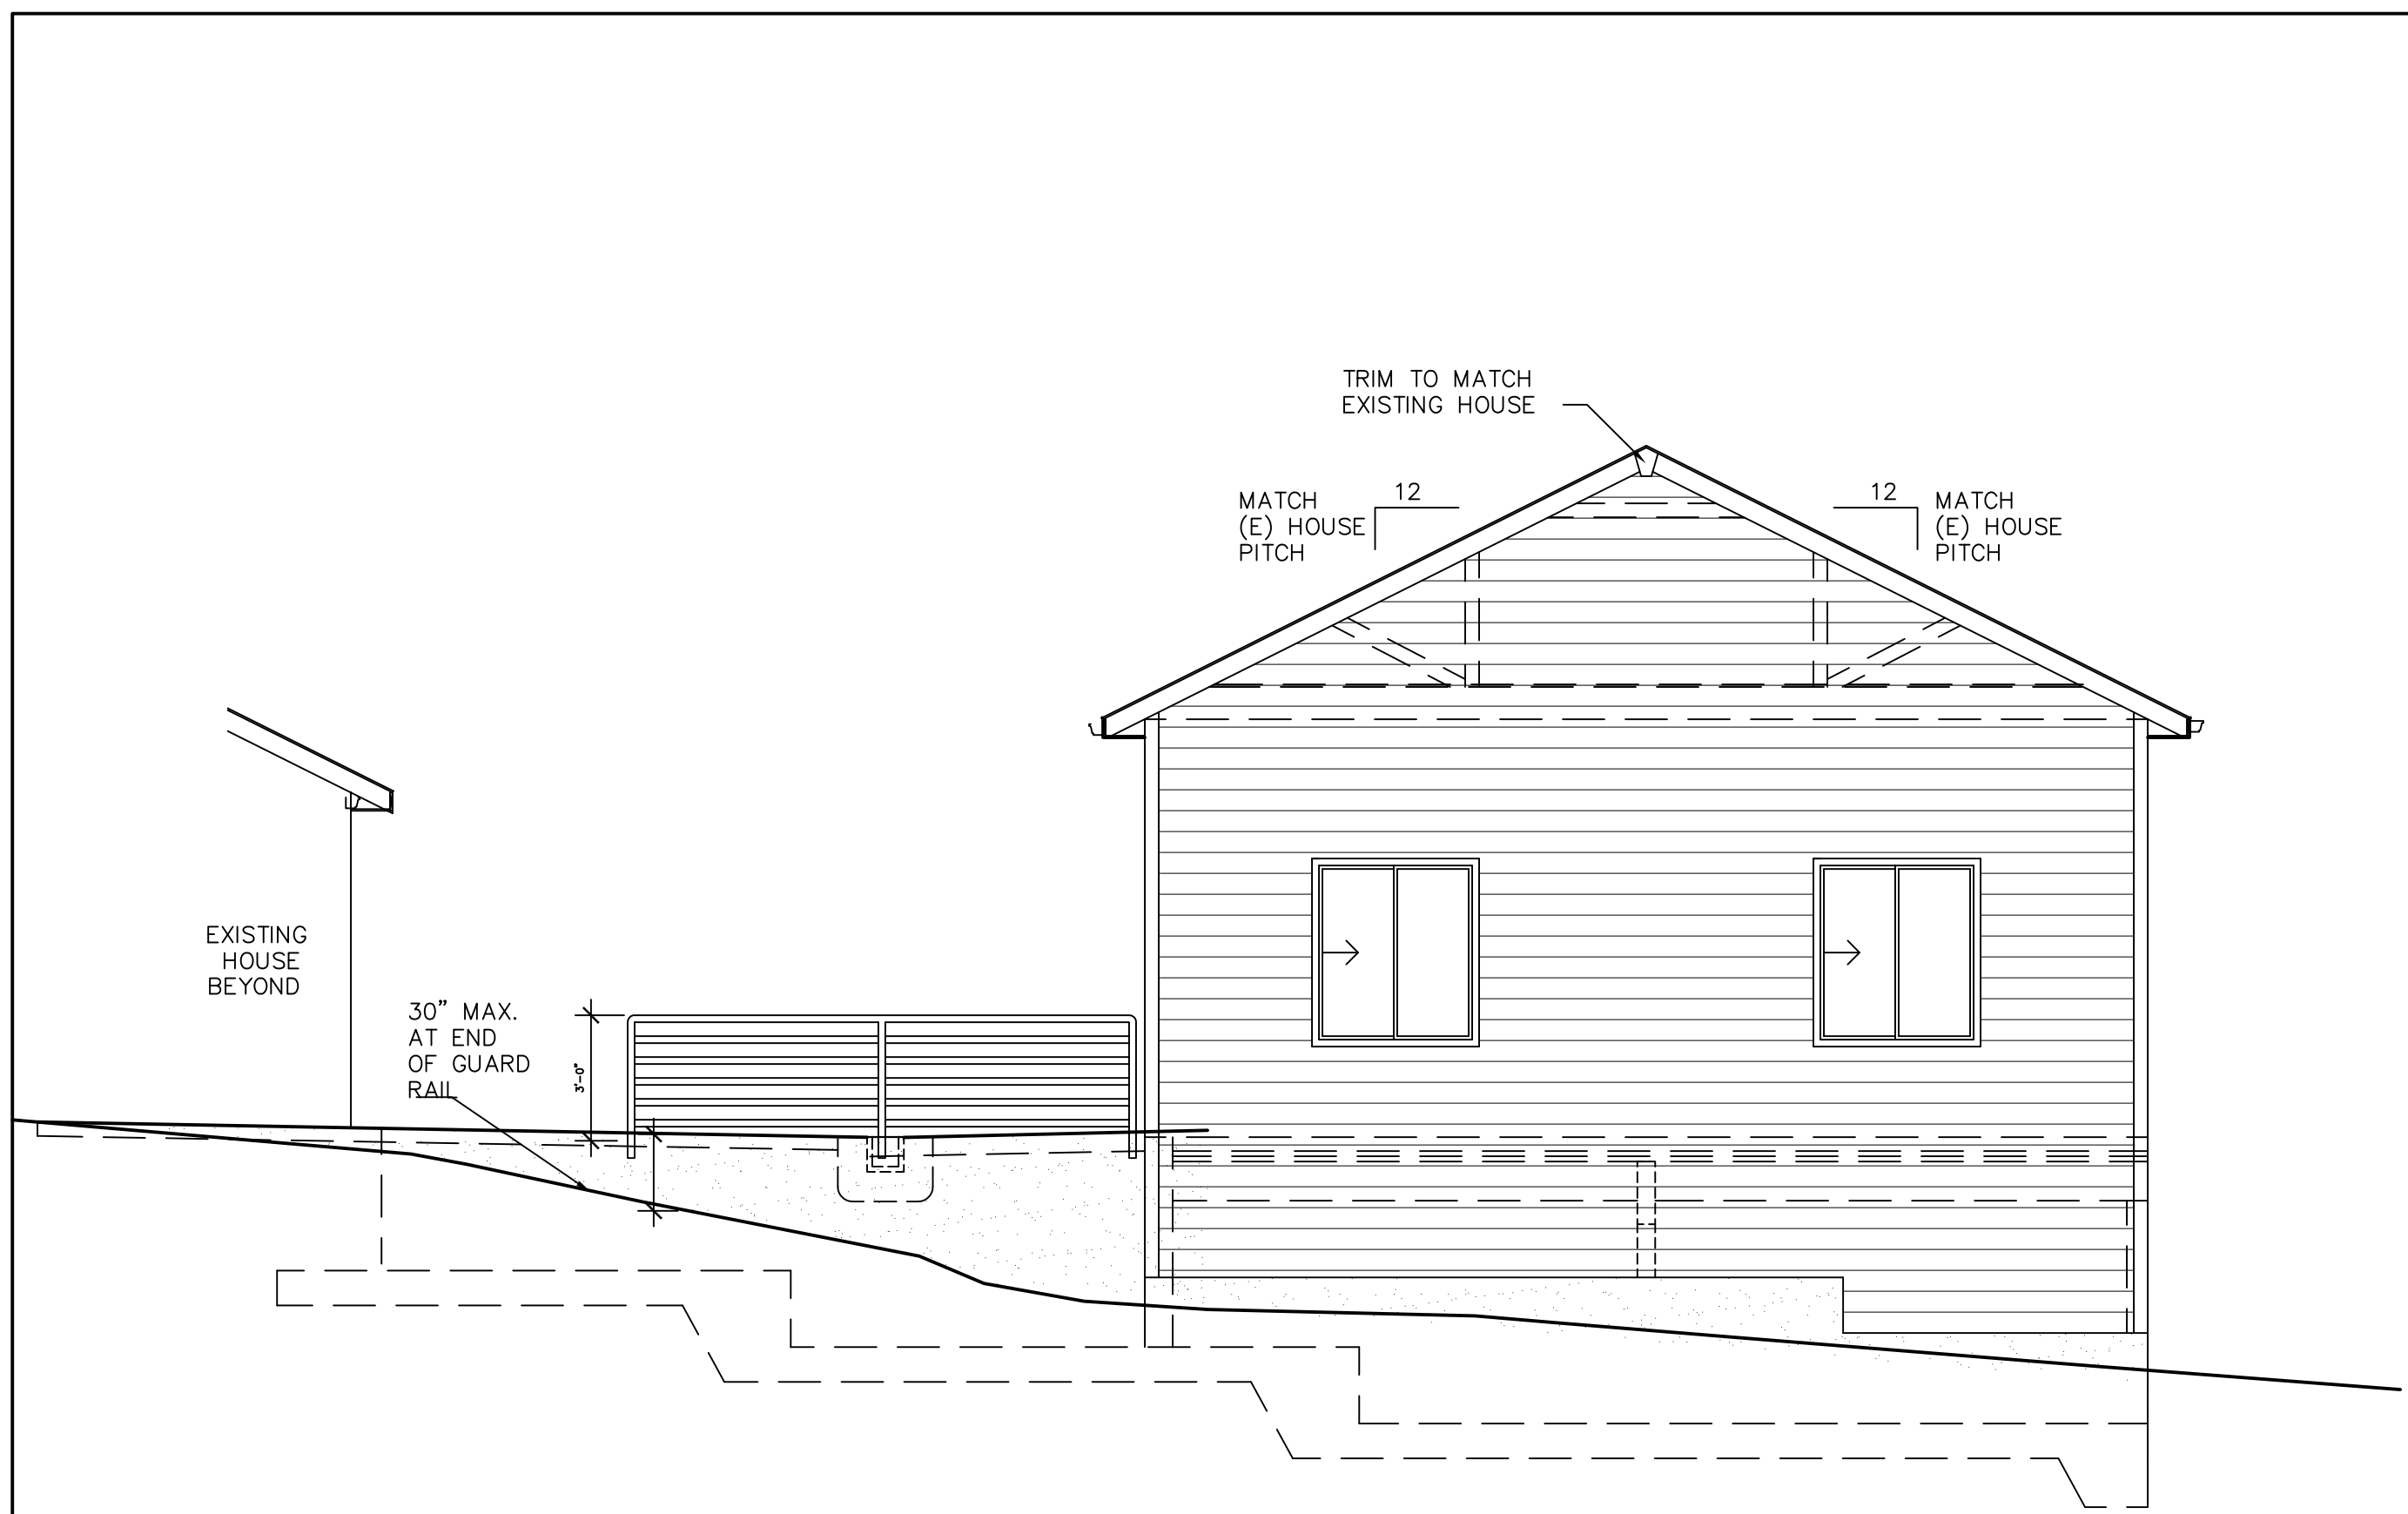 TRIM TO MATCH
EXISTING HOUSE
12
MATCH
(E) HOUSE
PITCH
12
MATCH
(E) HOUSE
PITCH
EXISTING
HOUSE
BEYOND
30" MAX.
AT END
OF GUARD
RAIL
3'-0"